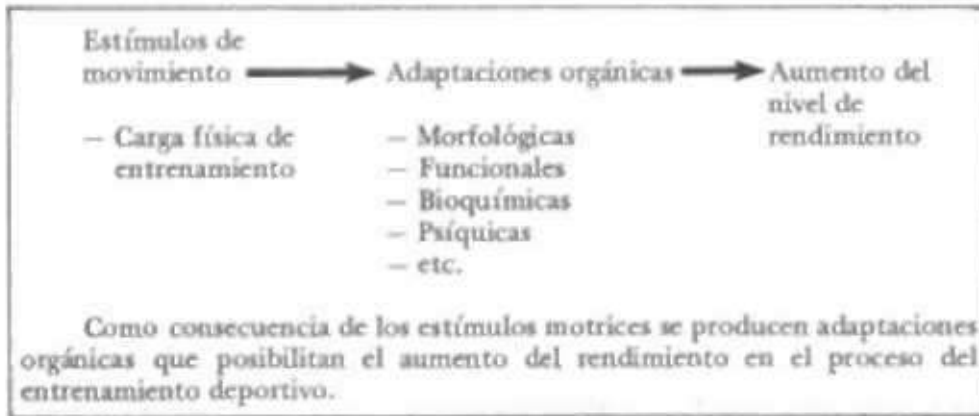 Estímulos de
movimiento Adaptaciones orgánicas Aumento del
nivel de
rendimiento
– Carga física de
entrenamiento
– Morfológicas
– Funcionales
– Bioquímicas
– Psíquicas
– etc.
Como consecuencia de los estímulos motrices se producen adaptaciones
orgánicas que posibilitan el aumento del rendimiento en el proceso del
entrenamiento deportivo.